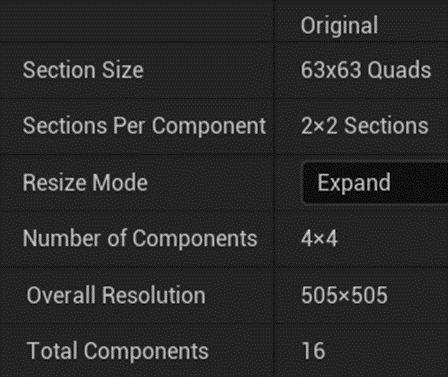 Original
Section Size 63x63 Quads
Sections Per Component 2×2 Sections
Resize Mode Expand
Number of Components 4×4
Overall Resolution 505×505
Total Components 16